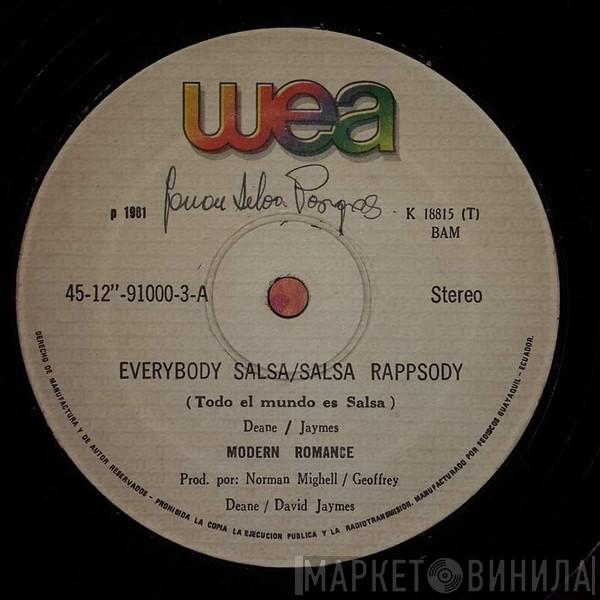 wea
p 1981
K 18815 (T)
BAM
45-12"-91000-3-A
Stereo
EVERYBODY SALSA/SALSA RAPPSODY
(Todo el mundo es Salsa)
Deane / Jaymes
MODERN ROMANCE
Prod. por: Norman Mighell / Geoffrey
Deane / David Jaymes
DERECHO DE MANUFACTURA Y DE AUTOR RESERVADOS - PROHIBIDA LA COPIA LA EJECUCION PUBLICA Y LA RADIOTRANSMISION. MANUFACTURADO POR FEDISCOS GUAYAQUIL - ECUADOR.
МАРКЕТ ВИНИЛА